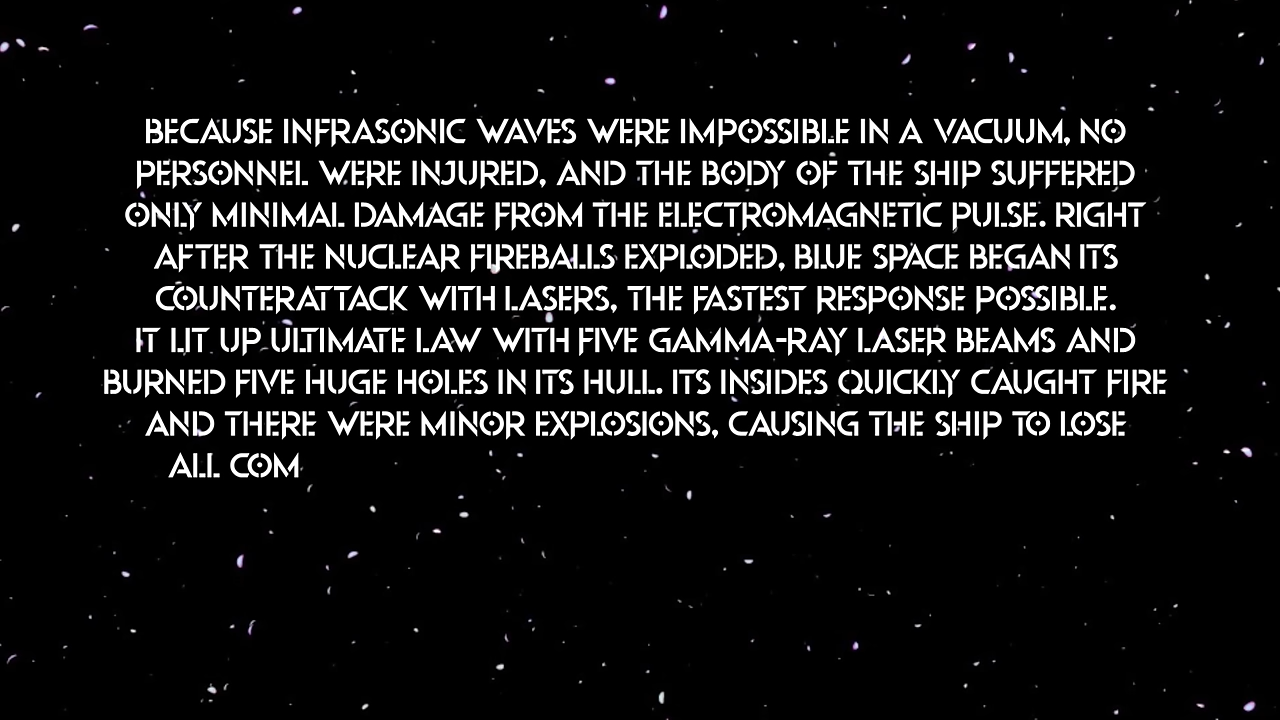 BECAUSE INFRASONIC WAVES WERE IMPOSSIBLE IN A VACUUM, NO
PERSONNEL WERE INJURED, AND THE BODY OF THE SHIP SUFFERED
ONLY MINIMAL DAMAGE FROM THE ELECTROMAGNETIC PULSE. RIGHT
AFTER THE NUCLEAR FIREBALLS EXPLODED, BLUE SPACE BEGAN ITS
COUNTERATTACK WITH LASERS, THE FASTEST RESPONSE POSSIBLE.
IT LIT UP ULTIMATE LAW WITH FIVE GAMMA-RAY LASER BEAMS AND
BURNED FIVE HUGE HOLES IN ITS HULL. ITS INSIDES QUICKLY CAUGHT FIRE
AND THERE WERE MINOR EXPLOSIONS, CAUSING THE SHIP TO LOSE
ALL COM